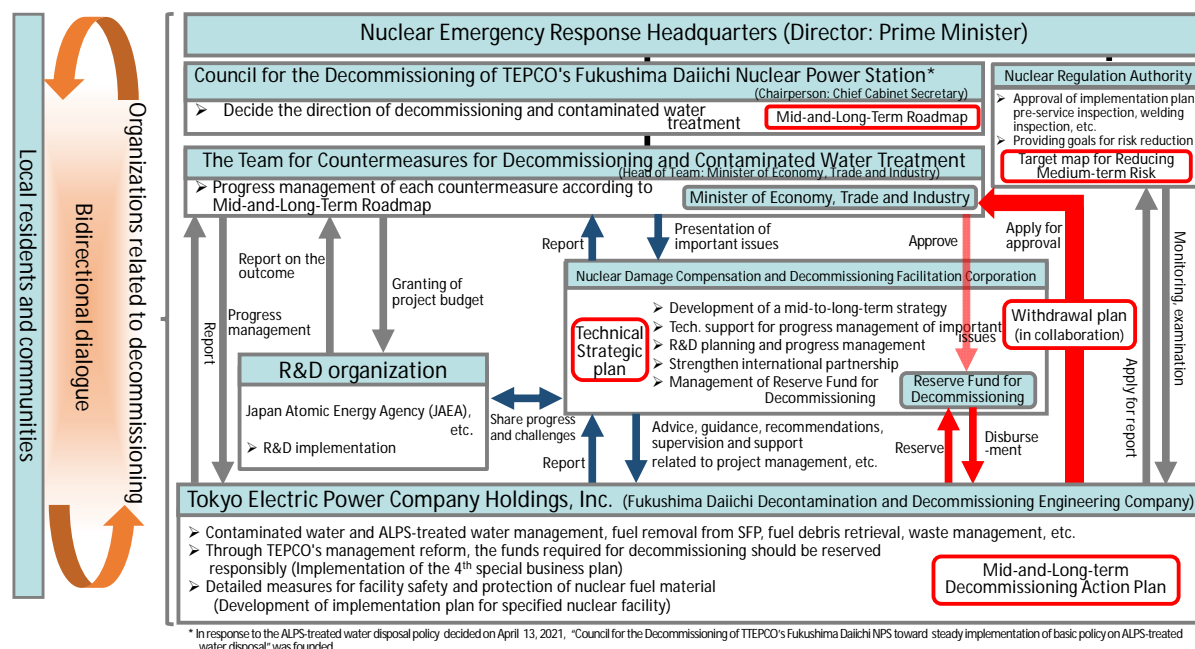 Local residents and communities
Bidirectional dialogue
Organizations related to decommissioning
Nuclear Emergency Response Headquarters (Director: Prime Minister)
Council for the Decommissioning of TEPCO's Fukushima Daiichi Nuclear Power Station*
(Chairperson: Chief Cabinet Secretary)
➢ Decide the direction of decommissioning and contaminated water
treatment
Mid-and-Long-Term Roadmap
Nuclear Regulation Authority
➢ Approval of implementation plan,
pre-service inspection, welding
inspection, etc.
➢ Providing goals for risk reduction
Target map for Reducing
Medium-term Risk
The Team for Countermeasures for Decommissioning and Contaminated Water Treatment
(Head of Team: Minister of Economy, Trade and Industry)
➢ Progress management of each countermeasure according to
Mid-and-Long-Term Roadmap
Minister of Economy, Trade and Industry
Report
Progress
management
Report on the
outcome
Granting of
project budget
Report
Presentation of
important issues
Approve
Apply for
approval
Nuclear Damage Compensation and Decommissioning Facilitation Corporation
Technical
Strategic
plan
➢ Development of a mid-to-long-term strategy
➢ Tech. support for progress management of important
issues
➢ R&D planning and progress management
➢ Strengthen international partnership
➢ Management of Reserve Fund for
Decommissioning
Reserve Fund for
Decommissioning
Withdrawal plan
(in collaboration)
Apply for report
Monitoring, examination
R&D organization
Japan Atomic Energy Agency (JAEA),
etc.
➢ R&D implementation
Share progress
and challenges
Report
Advice, guidance, recommendations,
supervision and support
related to project management, etc.
Reserve
Disburse
-ment
Tokyo Electric Power Company Holdings, Inc. (Fukushima Daiichi Decontamination and Decommissioning Engineering Company)
➢ Contaminated water and ALPS-treated water management, fuel removal from SFP, fuel debris retrieval, waste management, etc.
➢ Through TEPCO's management reform, the funds required for decommissioning should be reserved
responsibly (Implementation of the 4th special business plan)
➢ Detailed measures for facility safety and protection of nuclear fuel material
(Development of implementation plan for specified nuclear facility)
Mid-and-Long-term
Decommissioning Action Plan
* In response to the ALPS-treated water disposal policy decided on April 13, 2021, "Council for the Decommissioning of TTEPCO's Fukushima Daiichi NPS toward steady implementation of basic policy on ALPS-treated
water disposal" was founded